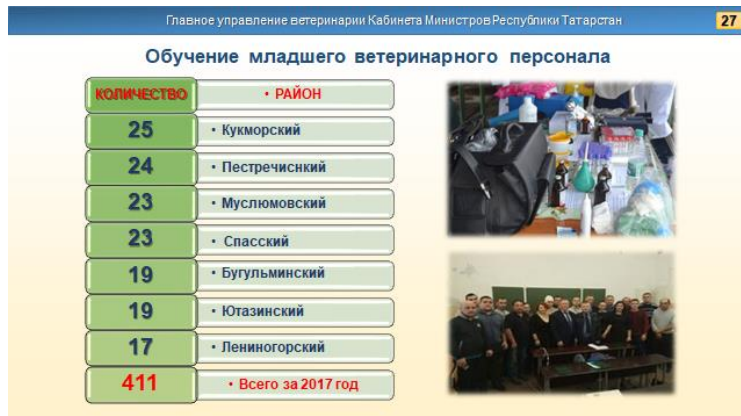 Главное управление ветеринарии Кабинета Министров Республики Татарстан
27
Обучение младшего ветеринарного персонала
КОЛИЧЕСТВО • РАЙОН
25 • Кукморский
24 • Пестречиснкий
23 • Муслюмовский
23 • Спасский
19 • Бугульминский
19 • Ютазинский
17 • Лениногорский
411 • Всего за 2017 год